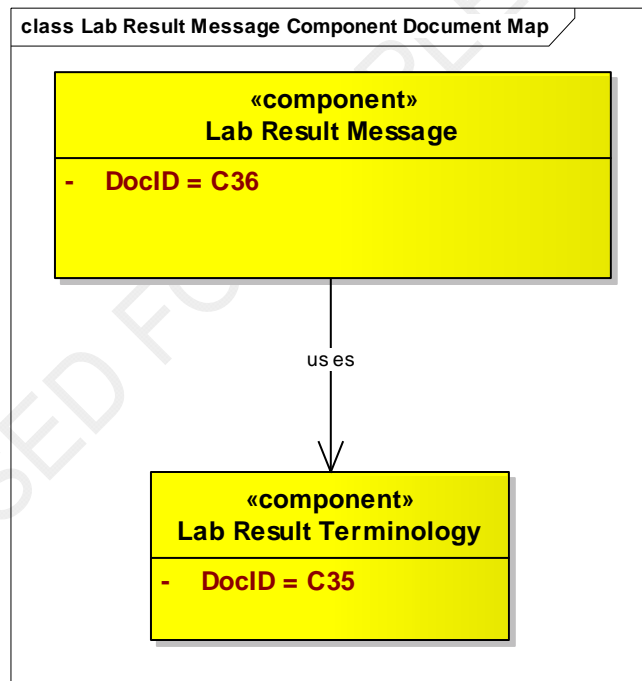 class Lab Result Message Component Document Map
«component»
Lab Result Message
- DocID = C36
uses
«component»
Lab Result Terminology
- DocID = C35